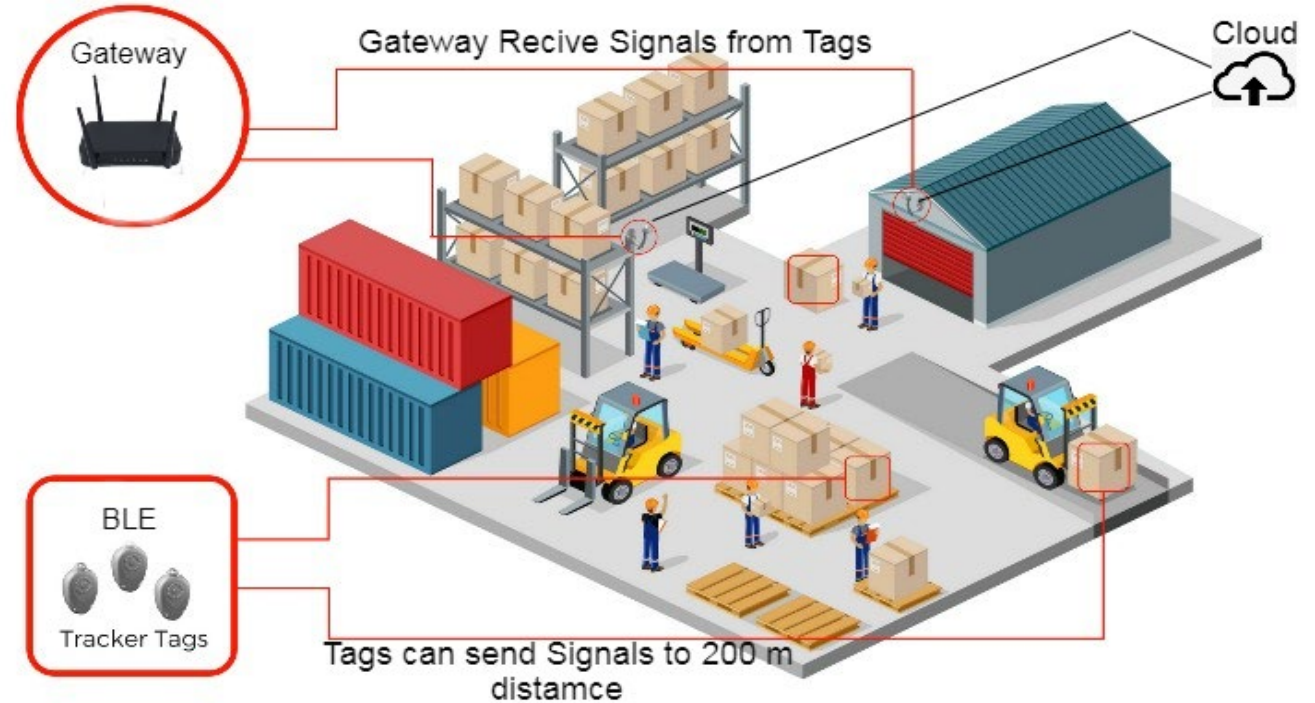 Gateway
Gateway Recive Signals from Tags
Cloud
BLE
Tracker Tags
Tags can send Signals to 200 m
distamce